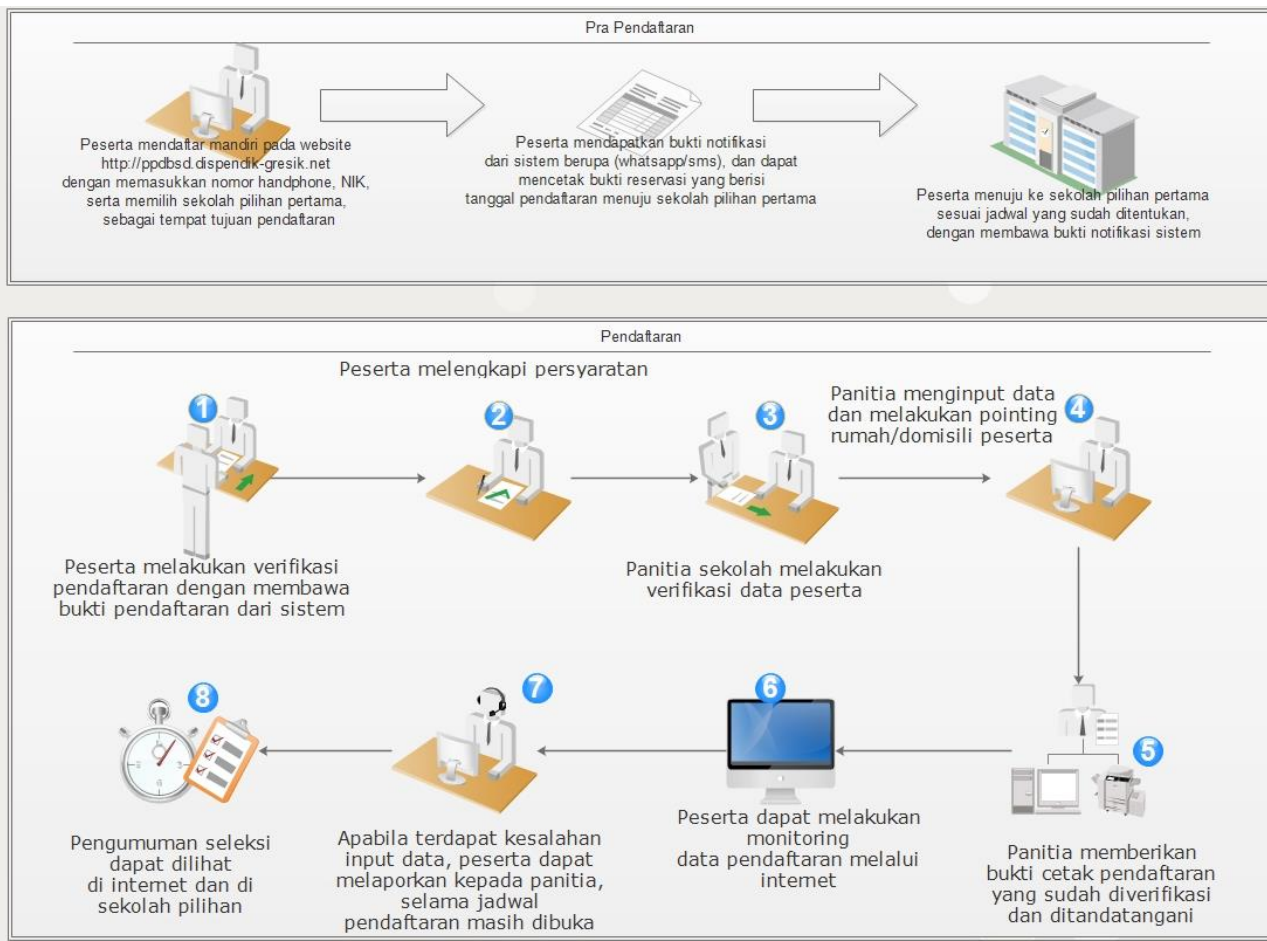 Pra Pendaftaran
Peserta mendaftar mandiri pada website
http://ppdbsd.dispendik-gresik.net
dengan memasukkan nomor handphone, NIK,
serta memilih sekolah pilihan pertama,
sebagai tempat tujuan pendaftaran
Peserta mendapatkan bukti notifikasi
dari sistem berupa (whatsapp/sms), dan dapat
mencetak bukti reservasi yang berisi
tanggal pendaftaran menuju sekolah pilihan pertama
Peserta menuju ke sekolah pilihan pertama
sesuai jadwal yang sudah ditentukan,
dengan membawa bukti notifikasi sistem
Pendaftaran
1
Peserta melakukan verifikasi
pendaftaran dengan membawa
bukti pendaftaran dari sistem
Peserta melengkapi persyaratan
2
3
Panitia sekolah melakukan
verifikasi data peserta
Panitia menginput data
dan melakukan pointing
rumah/domisili peserta
4
5
Panitia memberikan
bukti cetak pendaftaran
yang sudah diverifikasi
dan ditandatangani
6
Peserta dapat melakukan
monitoring
data pendaftaran melalui
internet
7
Apabila terdapat kesalahan
input data, peserta dapat
melaporkan kepada panitia,
selama jadwal
pendaftaran masih dibuka
8
Pengumuman seleksi
dapat dilihat
di internet dan di
sekolah pilihan